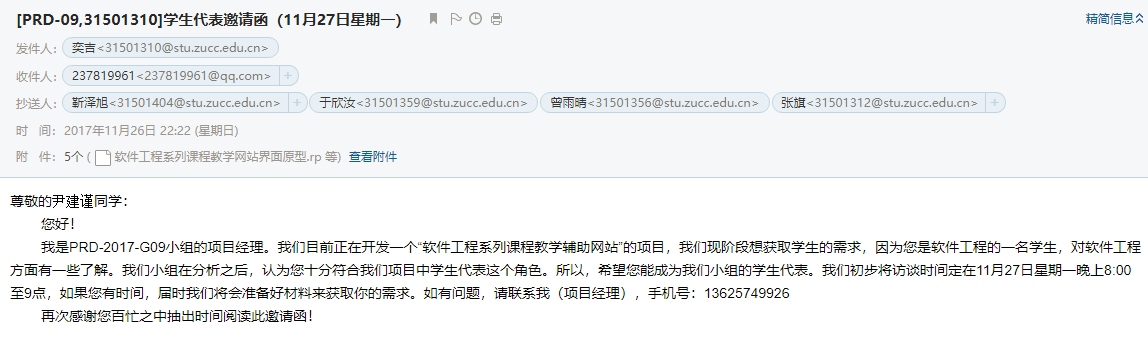 [PRD-09,31501310]学生代表邀请函（11月27日星期一）
精简信息
发件人：奕吉<31501310@stu.zucc.edu.cn>
收件人：237819961<237819961@qq.com>
抄送人：靳泽旭<31501404@stu.zucc.edu.cn> 于欣汝<31501359@stu.zucc.edu.cn> 曾雨晴<31501356@stu.zucc.edu.cn> 张旗<31501312@stu.zucc.edu.cn>
时 间：2017年11月26日 22:22 (星期日)
附 件：5个 ( 软件工程系列课程教学网站界面原型.rp 等) 查看附件
尊敬的尹建谨同学：
您好！
我是PRD-2017-G09小组的项目经理。我们目前正在开发一个“软件工程系列课程教学辅助网站”的项目，我们现阶段想获取学生的需求，因为您是软件工程的一名学生，对软件工程
方面有一些了解。我们小组在分析之后，认为您十分符合我们项目中学生代表这个角色。所以，希望您能成为我们小组的学生代表。我们初步将访谈时间定在11月27日星期一晚上8:00
至9点，如果您有时间，届时我们将会准备好材料来获取你的需求。如有问题，请联系我（项目经理），手机号：13625749926
再次感谢您百忙之中抽出时间阅读此邀请函！